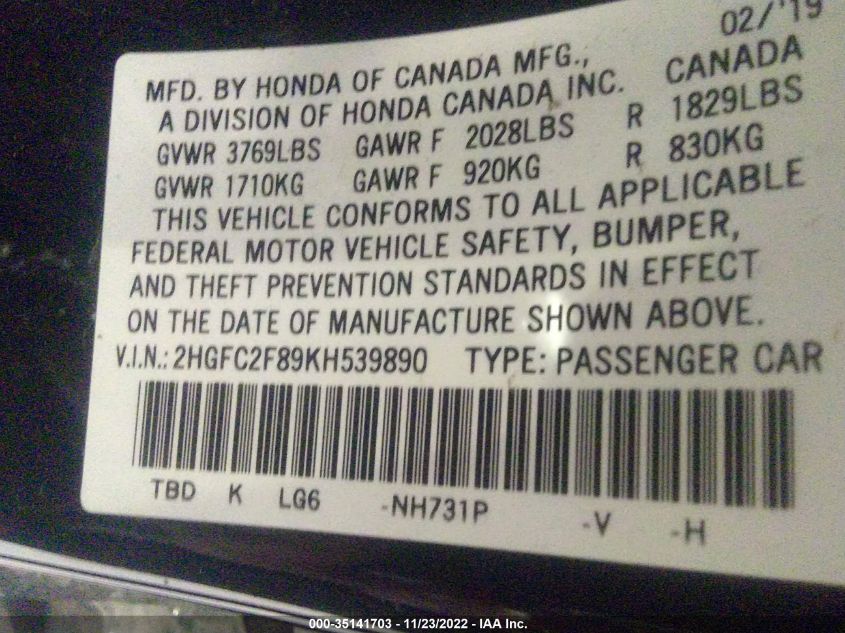 02/'19
MFD. BY HONDA OF CANADA MFG.,
A DIVISION OF HONDA CANADA INC. CANADA
GVWR 3769LBS GAWR F 2028LBS R 1829LBS
GVWR 1710KG GAWR F 920KG R 830KG
THIS VEHICLE CONFORMS TO ALL APPLICABLE
FEDERAL MOTOR VEHICLE SAFETY, BUMPER,
AND THEFT PREVENTION STANDARDS IN EFFECT
ON THE DATE OF MANUFACTURE SHOWN ABOVE.
V.I.N.: 2HGFC2F89KH539890 TYPE: PASSENGER CAR
TBD K LG6 -NH731P -V -H
000-35141703 - 11/23/2022 - IAA Inc.